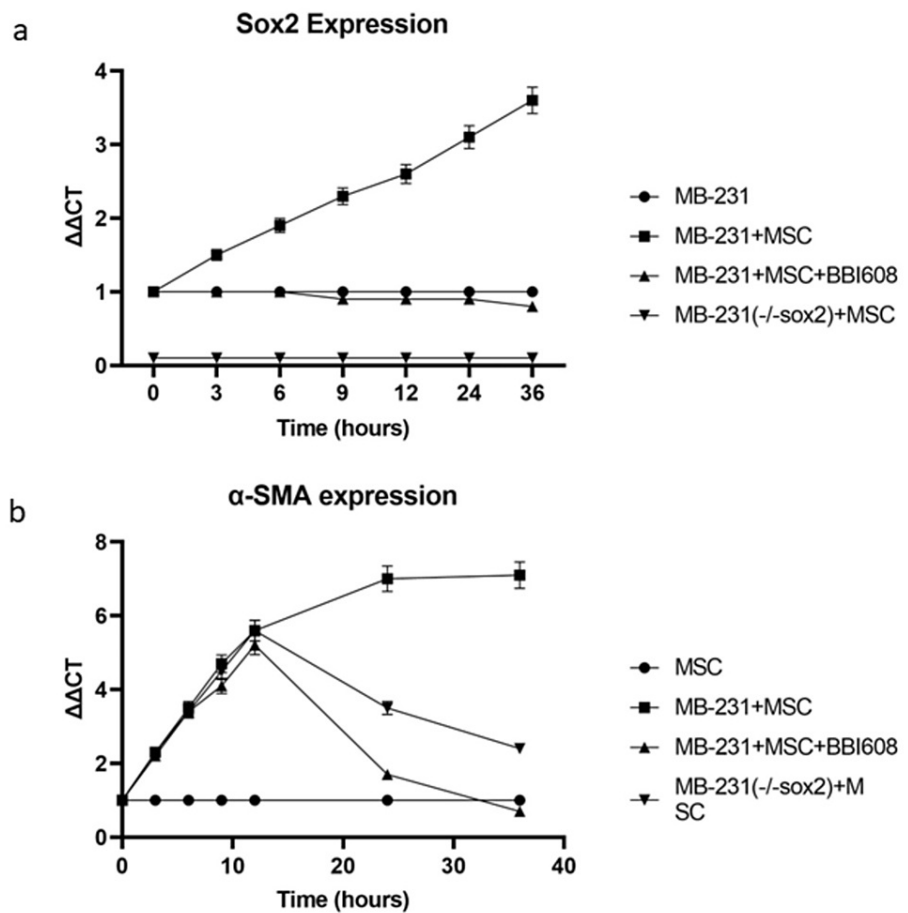 a
Sox2 Expression
4
3
2
1
0
ΔΔCT
0 3 6 9 12 24 36
Time (hours)
MB-231
MB-231+MSC
MB-231+MSC+BBI608
MB-231(-/-sox2)+MSC
b
α-SMA expression
8
6
4
2
0
ΔΔCT
0 10 20 30 40
Time (hours)
MSC
MB-231+MSC
MB-231+MSC+BBI608
MB-231(-/-sox2)+M
SC